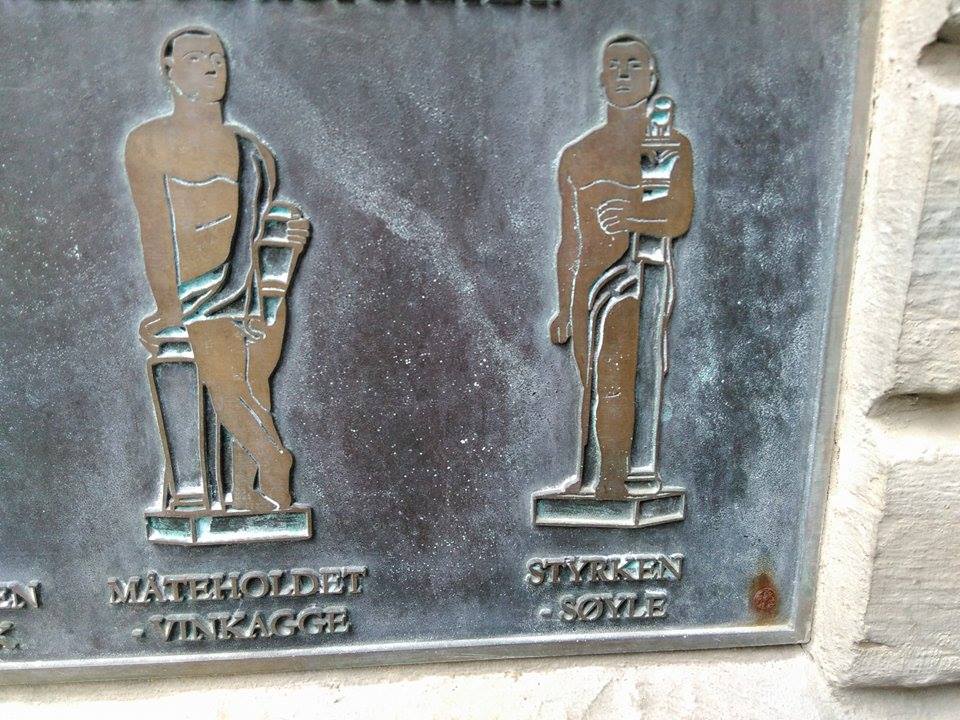 MÅTEHOLDET
- VINKAGGE
STYRKEN
- SØYLE